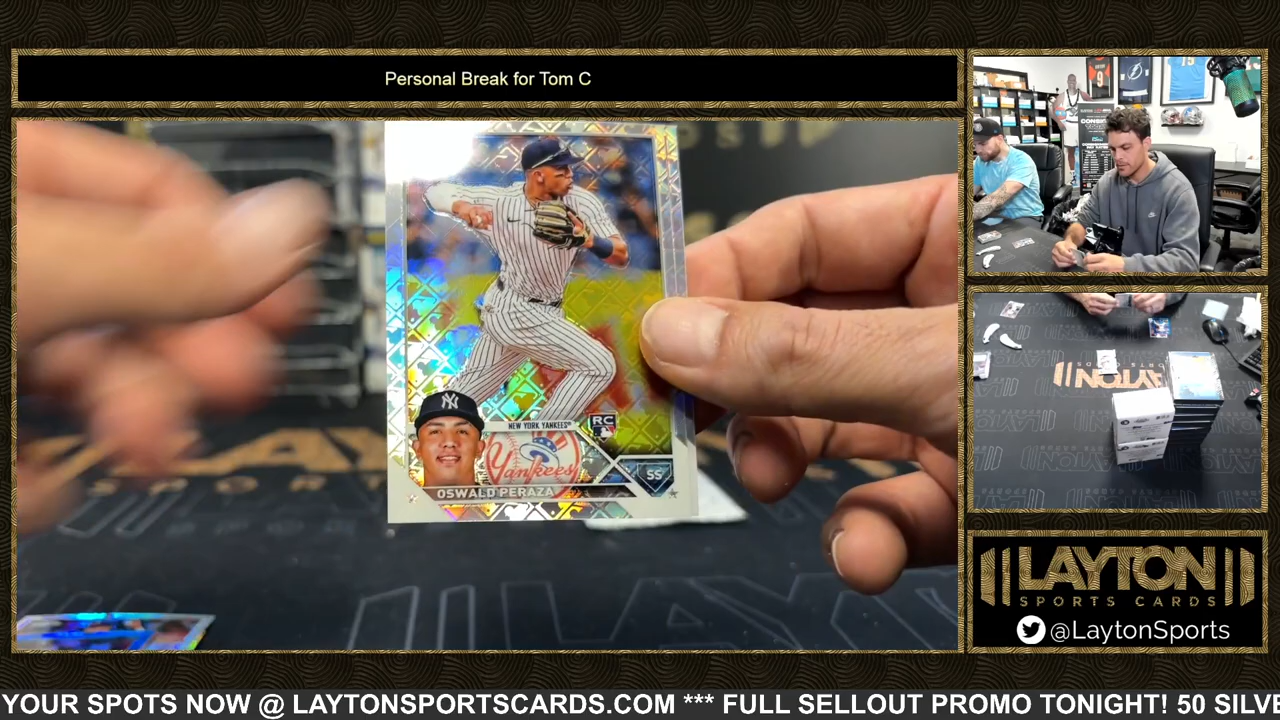 Personal Break for Tom C
NEW YORK YANKEES
RC
Yankees
SS
OSWALD PERAZA
LAYTON
SPORTS CARDS
@LaytonSports
YOUR SPOTS NOW @ LAYTONSPORTSCARDS.COM *** FULL SELLOUT PROMO TONIGHT! 50 SILVE